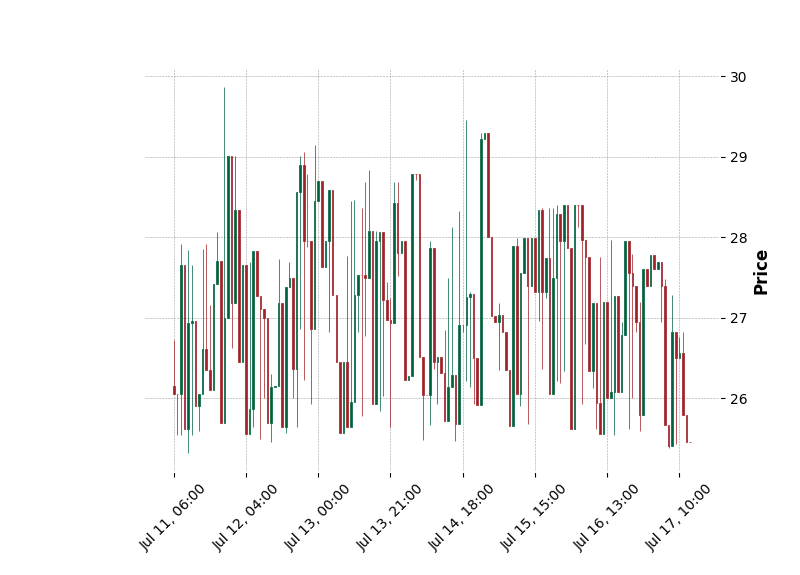 30
29
28
27
26
Price
Jul 11, 06:00
Jul 12, 04:00
Jul 13, 00:00
Jul 13, 21:00
Jul 14, 18:00
Jul 15, 15:00
Jul 16, 13:00
Jul 17, 10:00